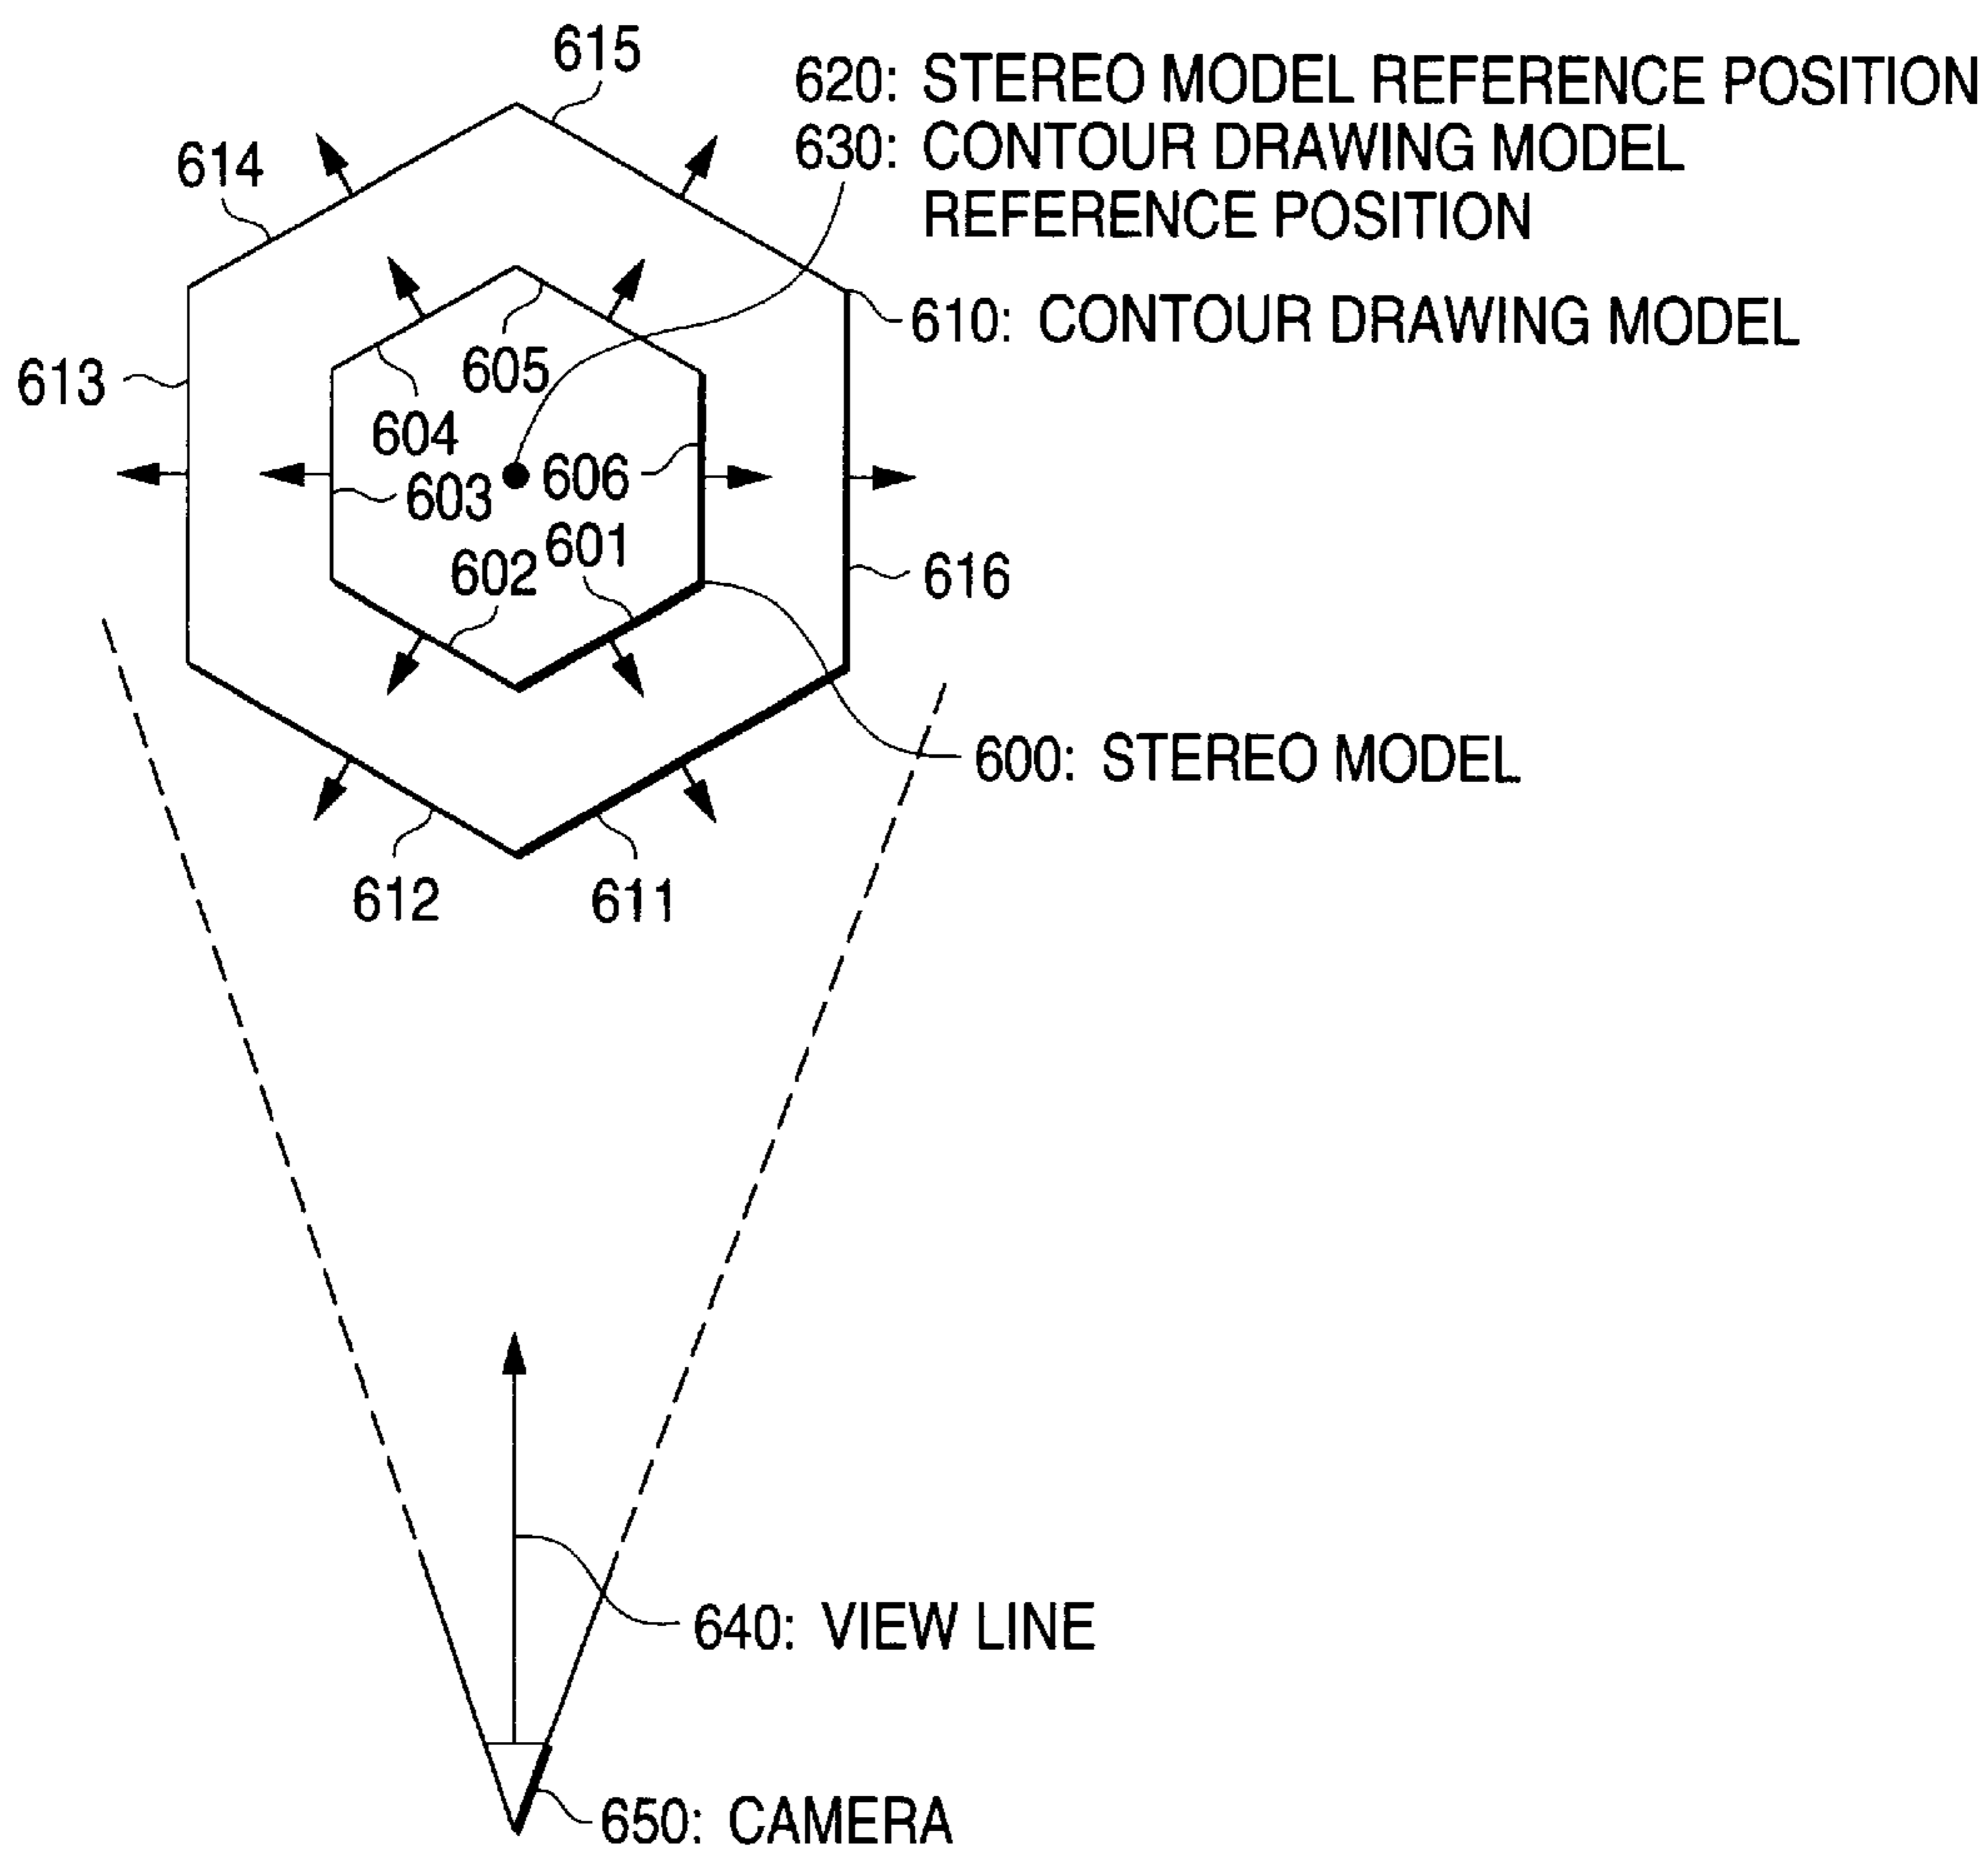 615
620: STEREO MODEL REFERENCE POSITION
630: CONTOUR DRAWING MODEL
REFERENCE POSITION
614
610: CONTOUR DRAWING MODEL
613
605
604
606
603
601
602
616
600: STEREO MODEL
612
611
640: VIEW LINE
650: CAMERA